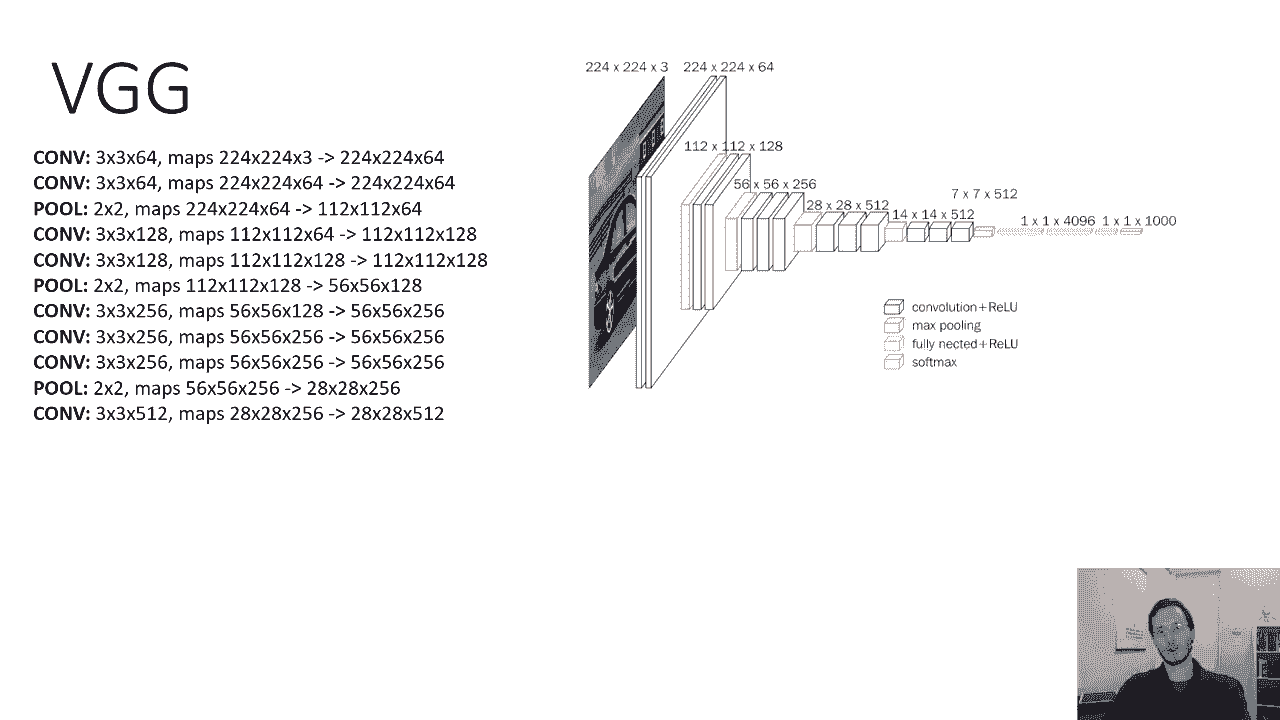 VGG
CONV: 3x3x64, maps 224x224x3 -> 224x224x64
CONV: 3x3x64, maps 224x224x64 -> 224x224x64
POOL: 2x2, maps 224x224x64 -> 112x112x64
CONV: 3x3x128, maps 112x112x64 -> 112x112x128
CONV: 3x3x128, maps 112x112x128 -> 112x112x128
POOL: 2x2, maps 112x112x128 -> 56x56x128
CONV: 3x3x256, maps 56x56x128 -> 56x56x256
CONV: 3x3x256, maps 56x56x256 -> 56x56x256
CONV: 3x3x256, maps 56x56x256 -> 56x56x256
POOL: 2x2, maps 56x56x256 -> 28x28x256
CONV: 3x3x512, maps 28x28x256 -> 28x28x512
224 x 224 x 3 224 x 224 x 64
112 x 112 x 128
56 x 56 x 256
28 x 28 x 512
14 x 14 x 512
7 x 7 x 512
1 x 1 x 4096 1 x 1 x 1000
convolution+ReLU
max pooling
fully nected+ReLU
softmax